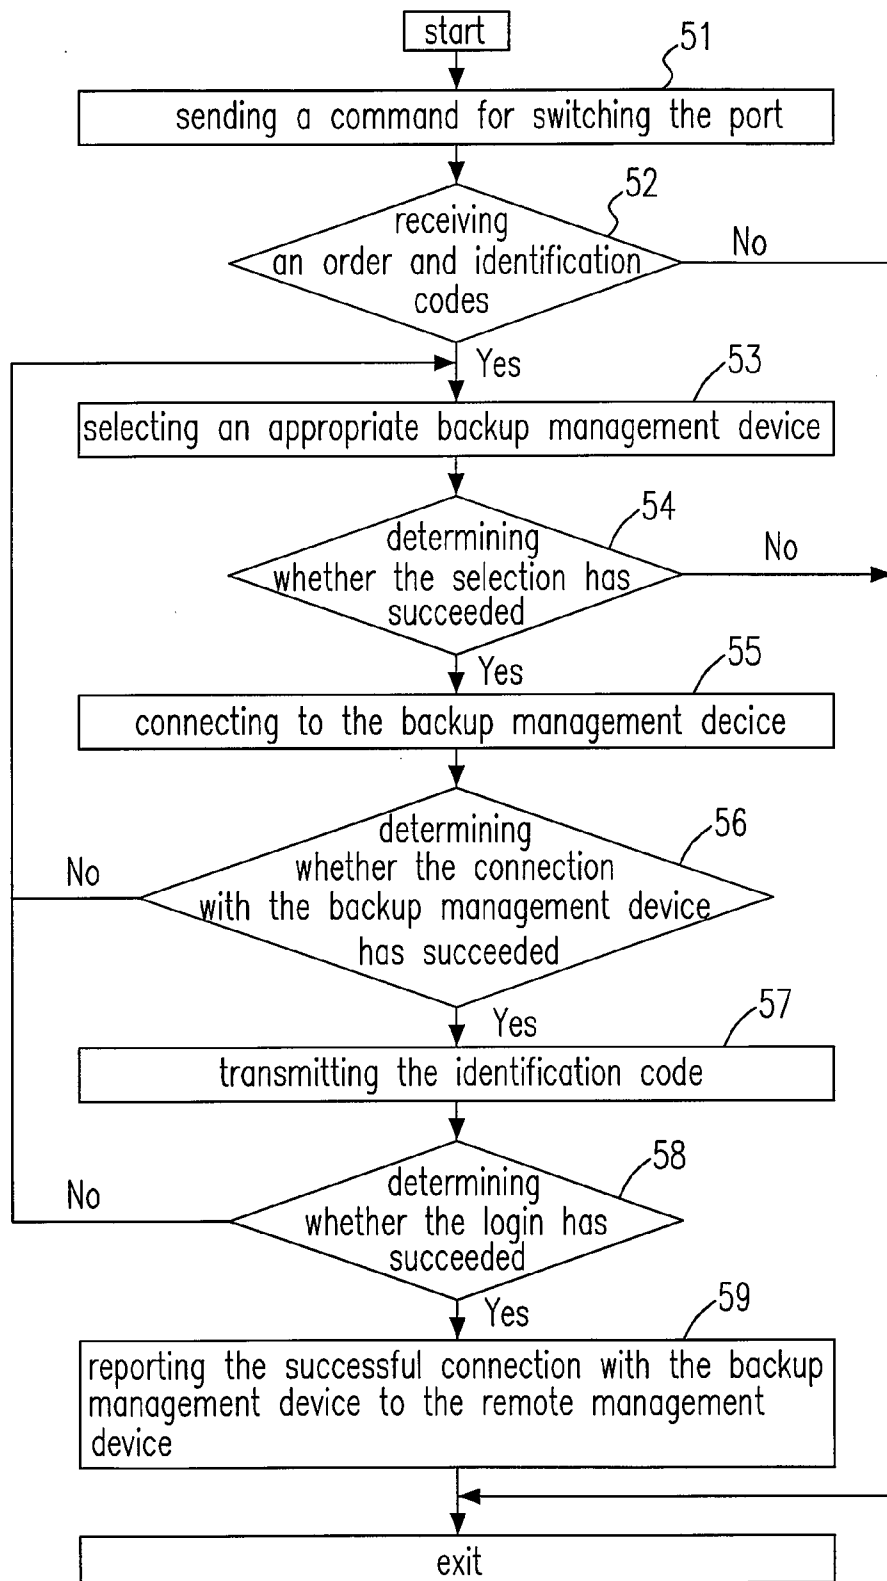 start
51
sending a command for switching the port
52
receiving
an order and identification
codes
No
Yes
53
selecting an appropriate backup management device
54
determining
whether the selection has
succeeded
No
Yes
55
connecting to the backup management decice
56
determining
whether the connection
with the backup management device
has succeeded
No
Yes
57
transmitting the identification code
58
determining
whether the login has
succeeded
No
Yes
59
reporting the successful connection with the backup
management device to the remote management
device
exit